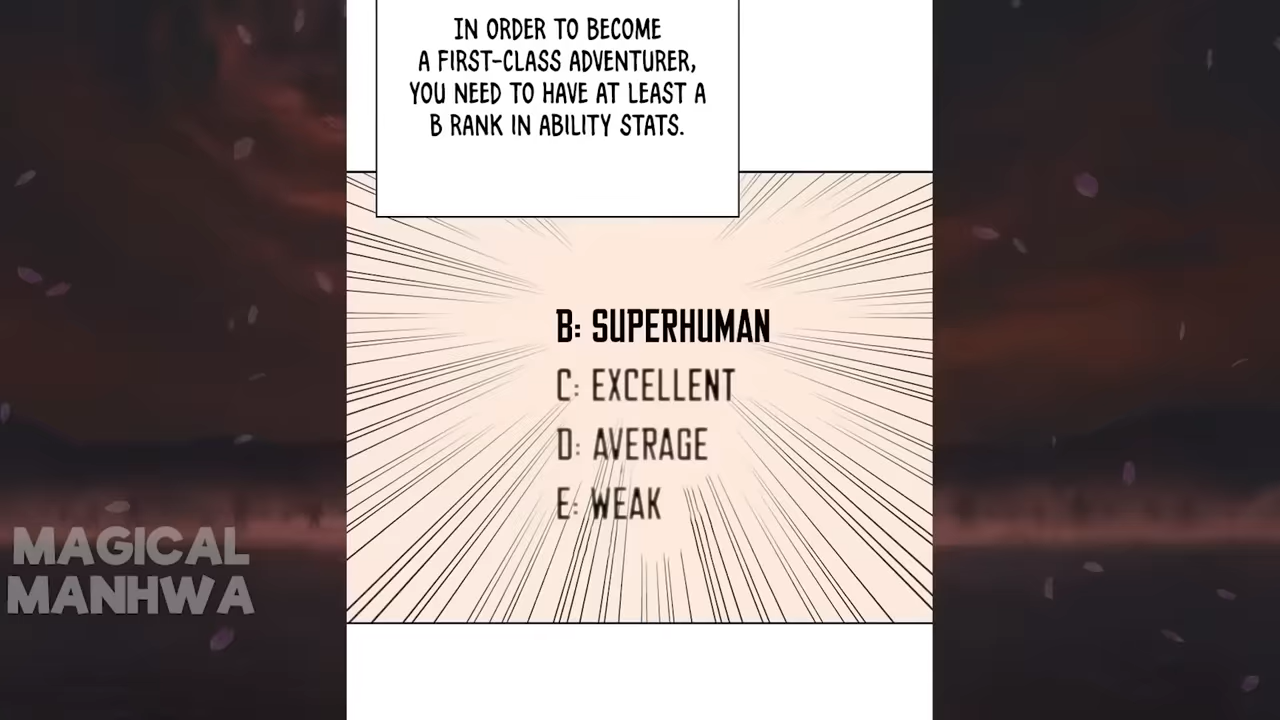 IN ORDER TO BECOME
A FIRST-CLASS ADVENTURER,
YOU NEED TO HAVE AT LEAST A
B RANK IN ABILITY STATS.
B: SUPERHUMAN
C: EXCELLENT
D: AVERAGE
E: WEAK
MAGICAL
MANHWA